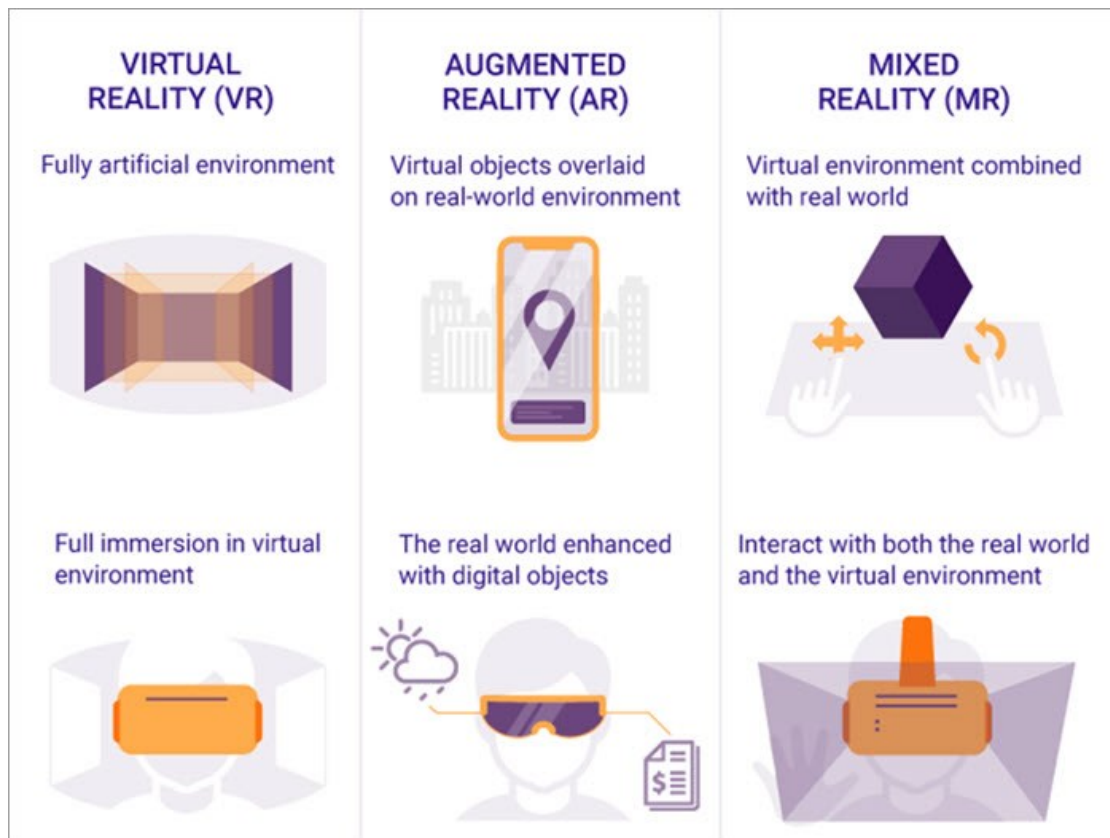 VIRTUAL
REALITY (VR)
Fully artificial environment
Full immersion in virtual
environment
AUGMENTED
REALITY (AR)
Virtual objects overlaid
on real-world environment
The real world enhanced
with digital objects
$
MIXED
REALITY (MR)
Virtual environment combined
with real world
Interact with both the real world
and the virtual environment